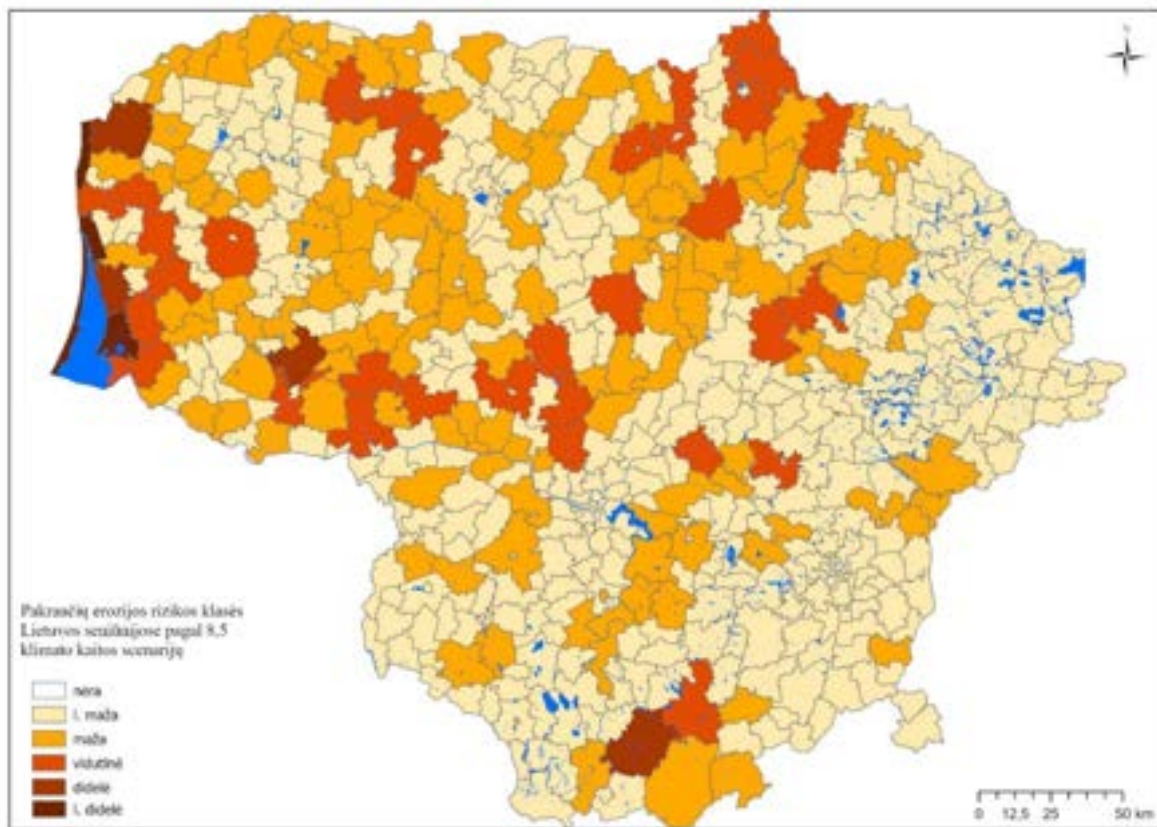 N
Pakrančių erozijos rizikos klasės
Lietuvos seniūnijose pagal 8,5
klimato kaitos scenarijų
nėra
l. maža
maža
vidutinė
didelė
l. didelė
0 12,5 25 50 km